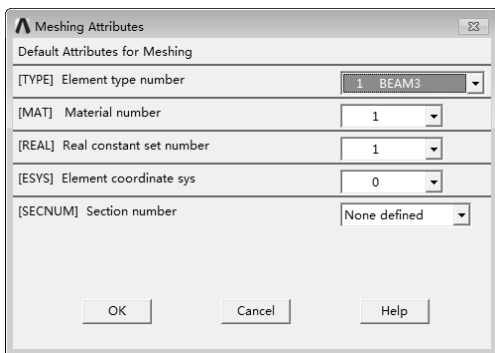 Meshing Attributes
Default Attributes for Meshing
[TYPE] Element type number 1 BEAM3
[MAT] Material number 1
[REAL] Real constant set number 1
[ESYS] Element coordinate sys 0
[SECNUM] Section number None defined
OK Cancel Help